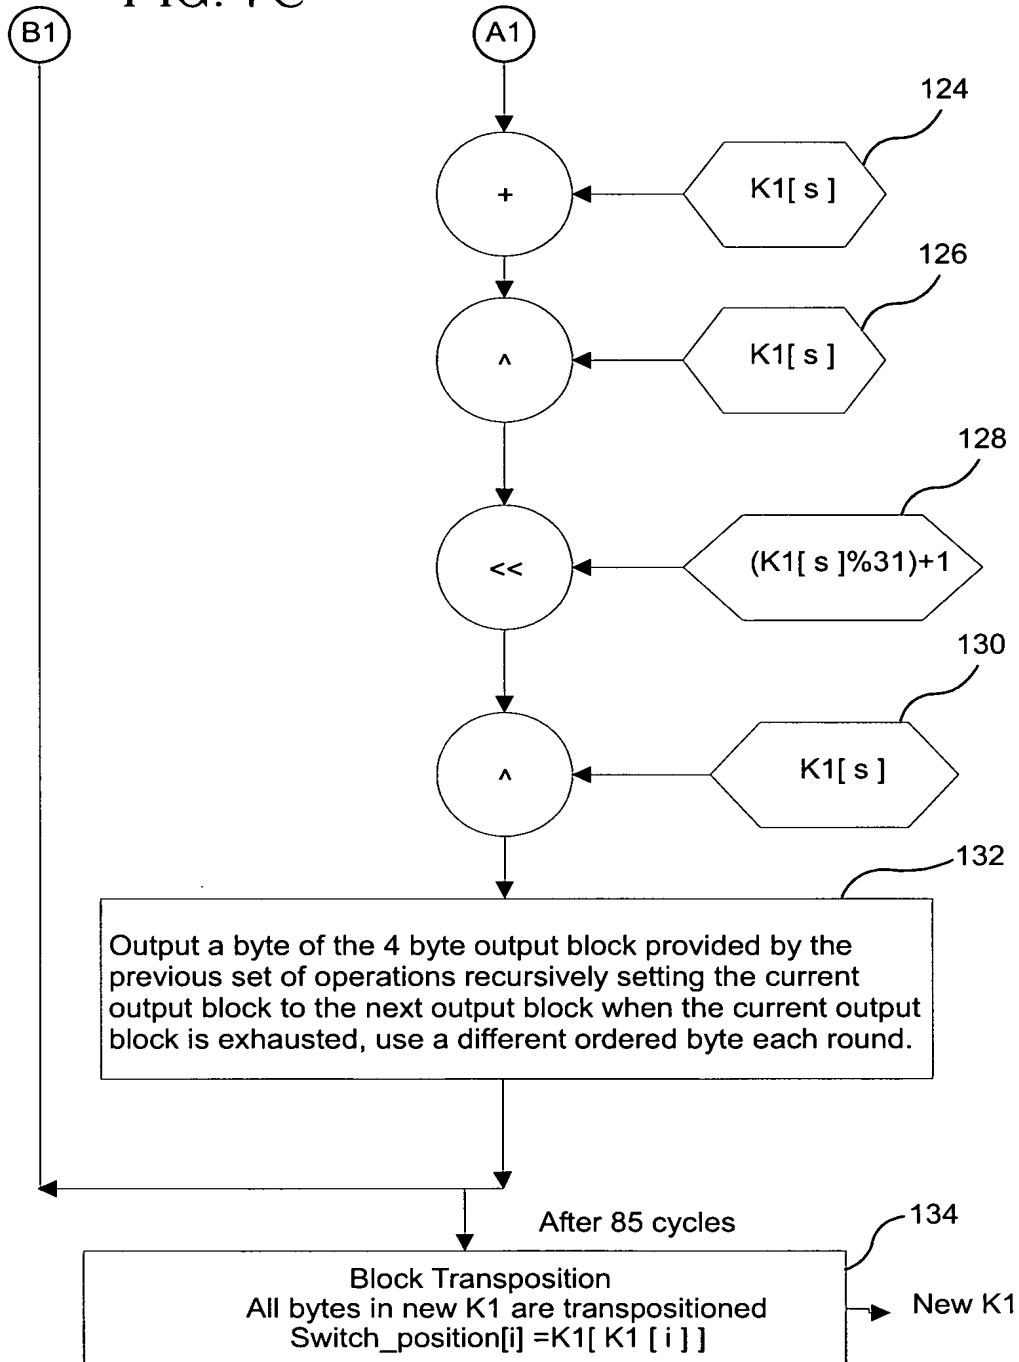 FIG. 7C
B1
A1
124
+
K1[ s ]
126
^
K1[ s ]
128
<<
(K1[ s ]%31)+1
130
^
K1[ s ]
132
Output a byte of the 4 byte output block provided by the
previous set of operations recursively setting the current
output block to the next output block when the current output
block is exhausted, use a different ordered byte each round.
After 85 cycles
134
Block Transposition
All bytes in new K1 are transpositioned
Switch_position[i] =K1[ K1 [ i ] ]
New K1